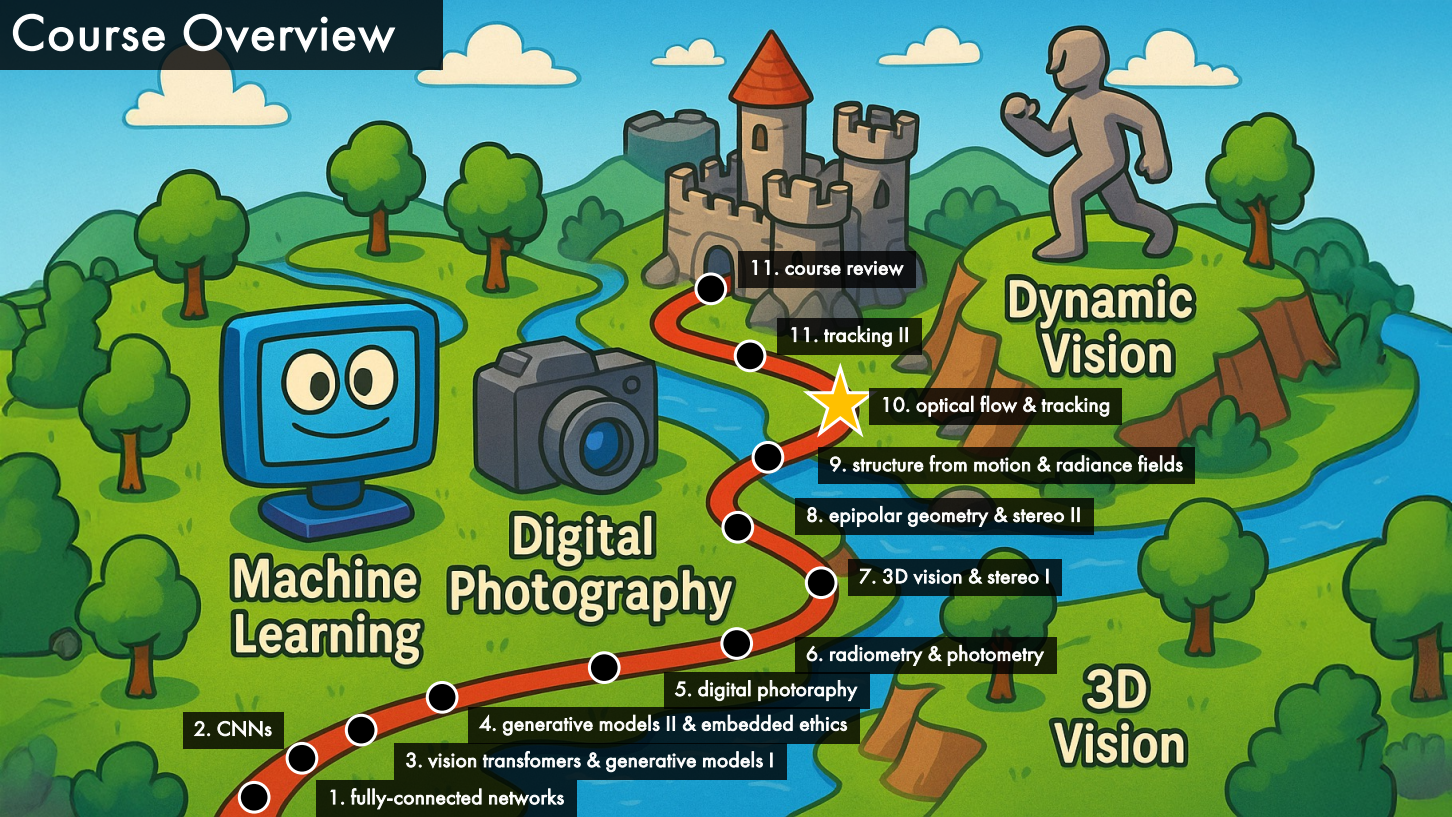 Course Overview
11. course review
Dynamic
Vision
11. tracking II
10. optical flow & tracking
9. structure from motion & radiance fields
8. epipolar geometry & stereo II
Digital
Photography
Machine
Learning
7. 3D vision & stereo I
6. radiometry & photometry
3D
Vision
5. digital photoraphy
4. generative models II & embedded ethics
2. CNNs
3. vision transfomers & generative models I
1. fully-connected networks